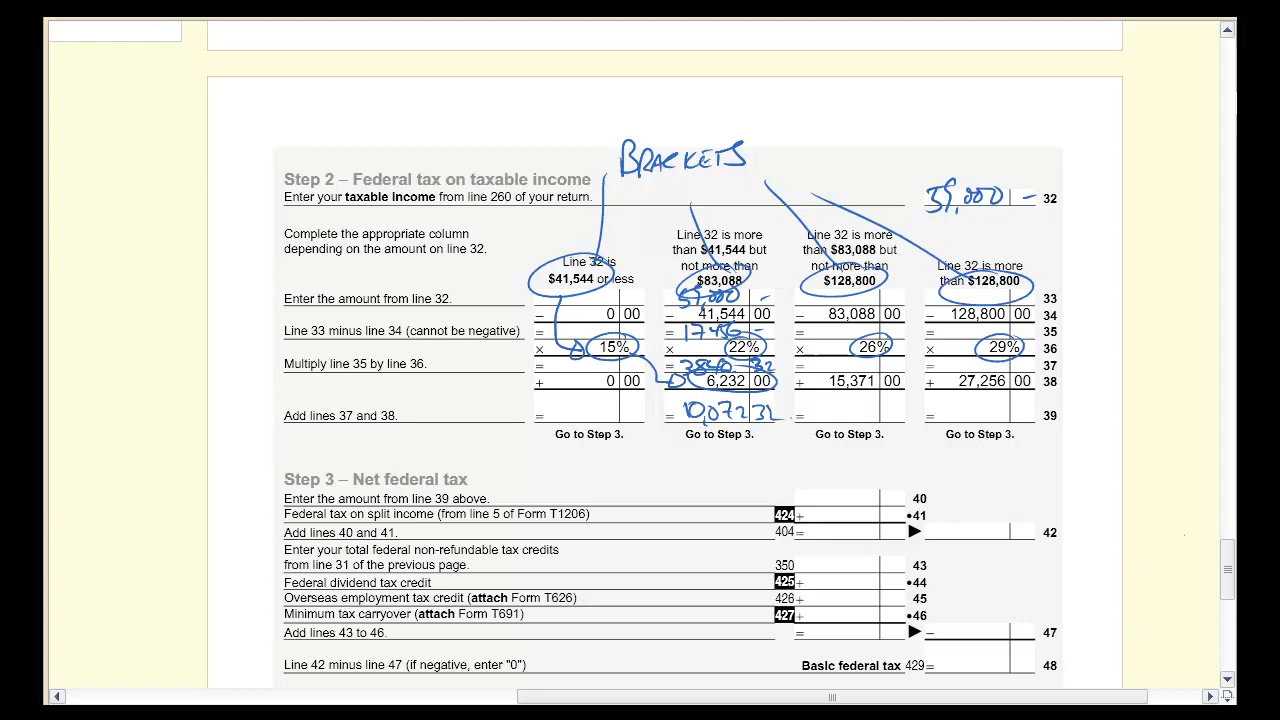 BRACKETS
Step 2 – Federal tax on taxable income
Enter your taxable income from line 260 of your return. 59,000 – 32
Complete the appropriate column
depending on the amount on line 32.
Line 32 is
$41,544 or less
Line 32 is more
than $41,544 but
not more than
$83,088
Line 32 is more
than $83,088 but
not more than
$128,800
Line 32 is more
than $128,800
Enter the amount from line 32. 59,000 – 33
– 0 00 – 41,544 00 – 83,088 00 – 128,800 00 34
Line 33 minus line 34 (cannot be negative) = = 17456 – = = 35
× 15% × 22% × 26% × 29% 36
Multiply line 35 by line 36. = = 3840 32 = = 37
+ 0 00 + 6,232 00 + 15,371 00 + 27,256 00 38
Add lines 37 and 38. = = 10,072 32 = = 39
Go to Step 3. Go to Step 3. Go to Step 3. Go to Step 3.
Step 3 – Net federal tax
Enter the amount from line 39 above. 40
Federal tax on split income (from line 5 of Form T1206) 424 + •41
Add lines 40 and 41. 404 = ► 42
Enter your total federal non-refundable tax credits
from line 31 of the previous page. 350 43
Federal dividend tax credit 425 + •44
Overseas employment tax credit (attach Form T626) 426 + 45
Minimum tax carryover (attach Form T691) 427 + •46
Add lines 43 to 46. = ► – 47
Line 42 minus line 47 (if negative, enter "0") Basic federal tax 429 = 48